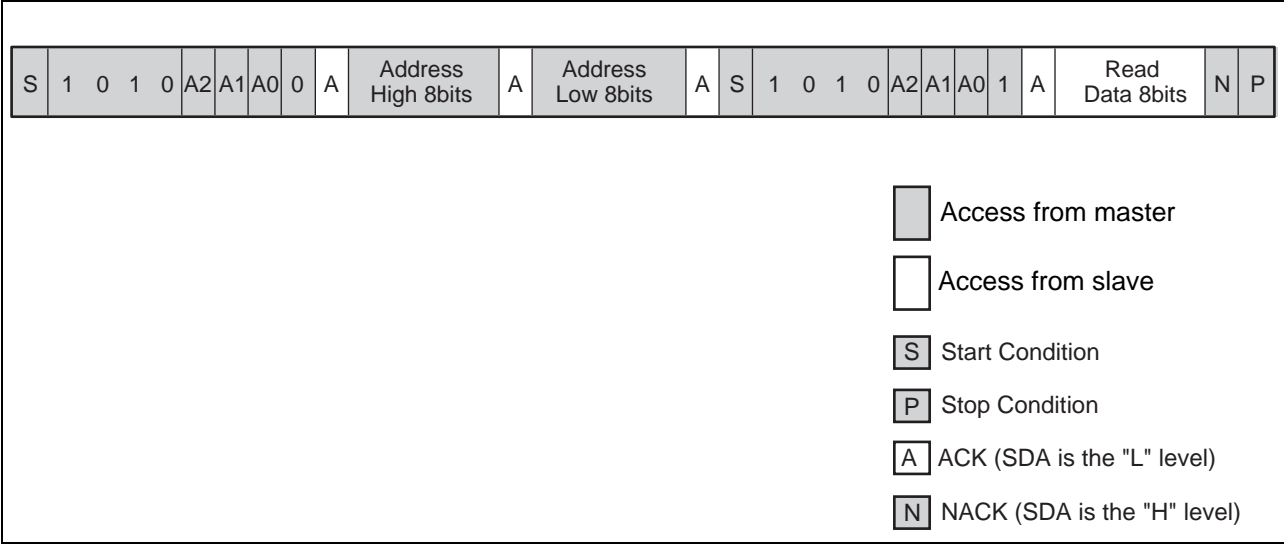 S 1 0 1 0 A2 A1 A0 0 A Address High 8bits A Address Low 8bits A S 1 0 1 0 A2 A1 A0 1 A Read Data 8bits N P
Access from master
Access from slave
S Start Condition
P Stop Condition
A ACK (SDA is the "L" level)
N NACK (SDA is the "H" level)